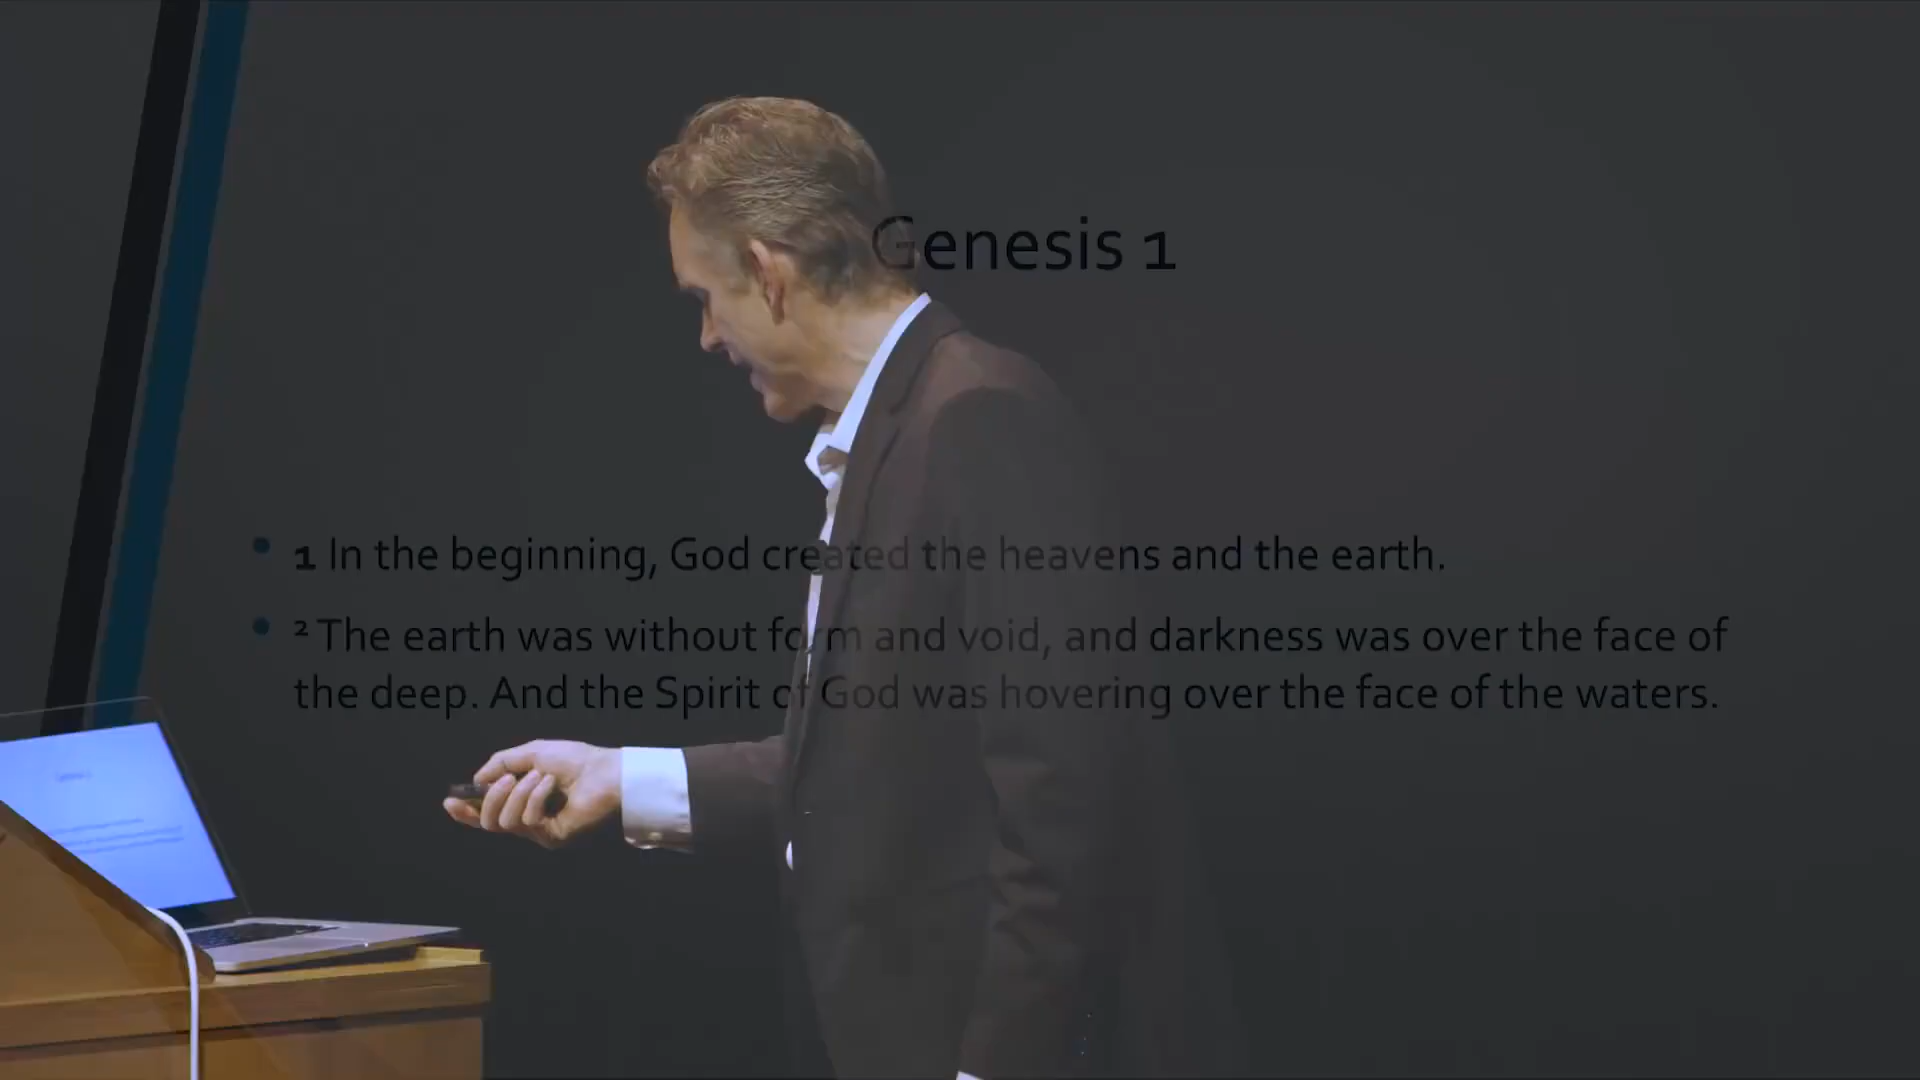 Genesis 1
• 1 In the beginning, God created the heavens and the earth.
• 2 The earth was without form and void, and darkness was over the face of
the deep. And the Spirit of God was hovering over the face of the waters.